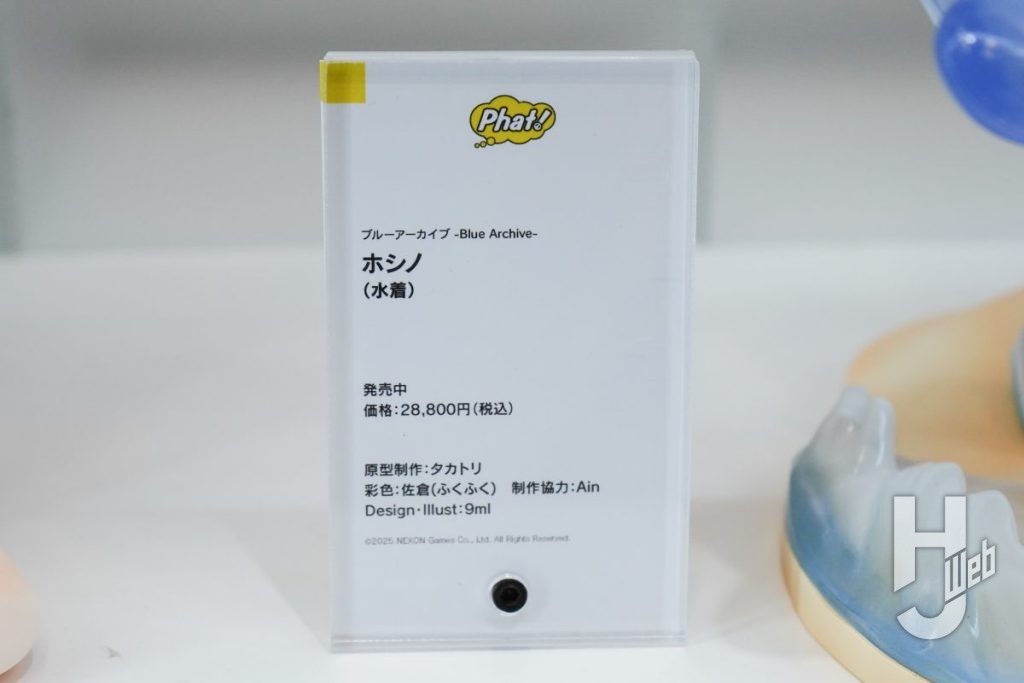 Phat!
ブルーアーカイブ -Blue Archive-
ホシノ
（水着）
発売中
価格：28,800円（税込）
原型制作：タカトリ
彩色：佐倉（ふくふく）　制作協力：Ain
Design・Illust：9ml
©2025 NEXON Games Co., Ltd. All Rights Reserved.
HJ Web